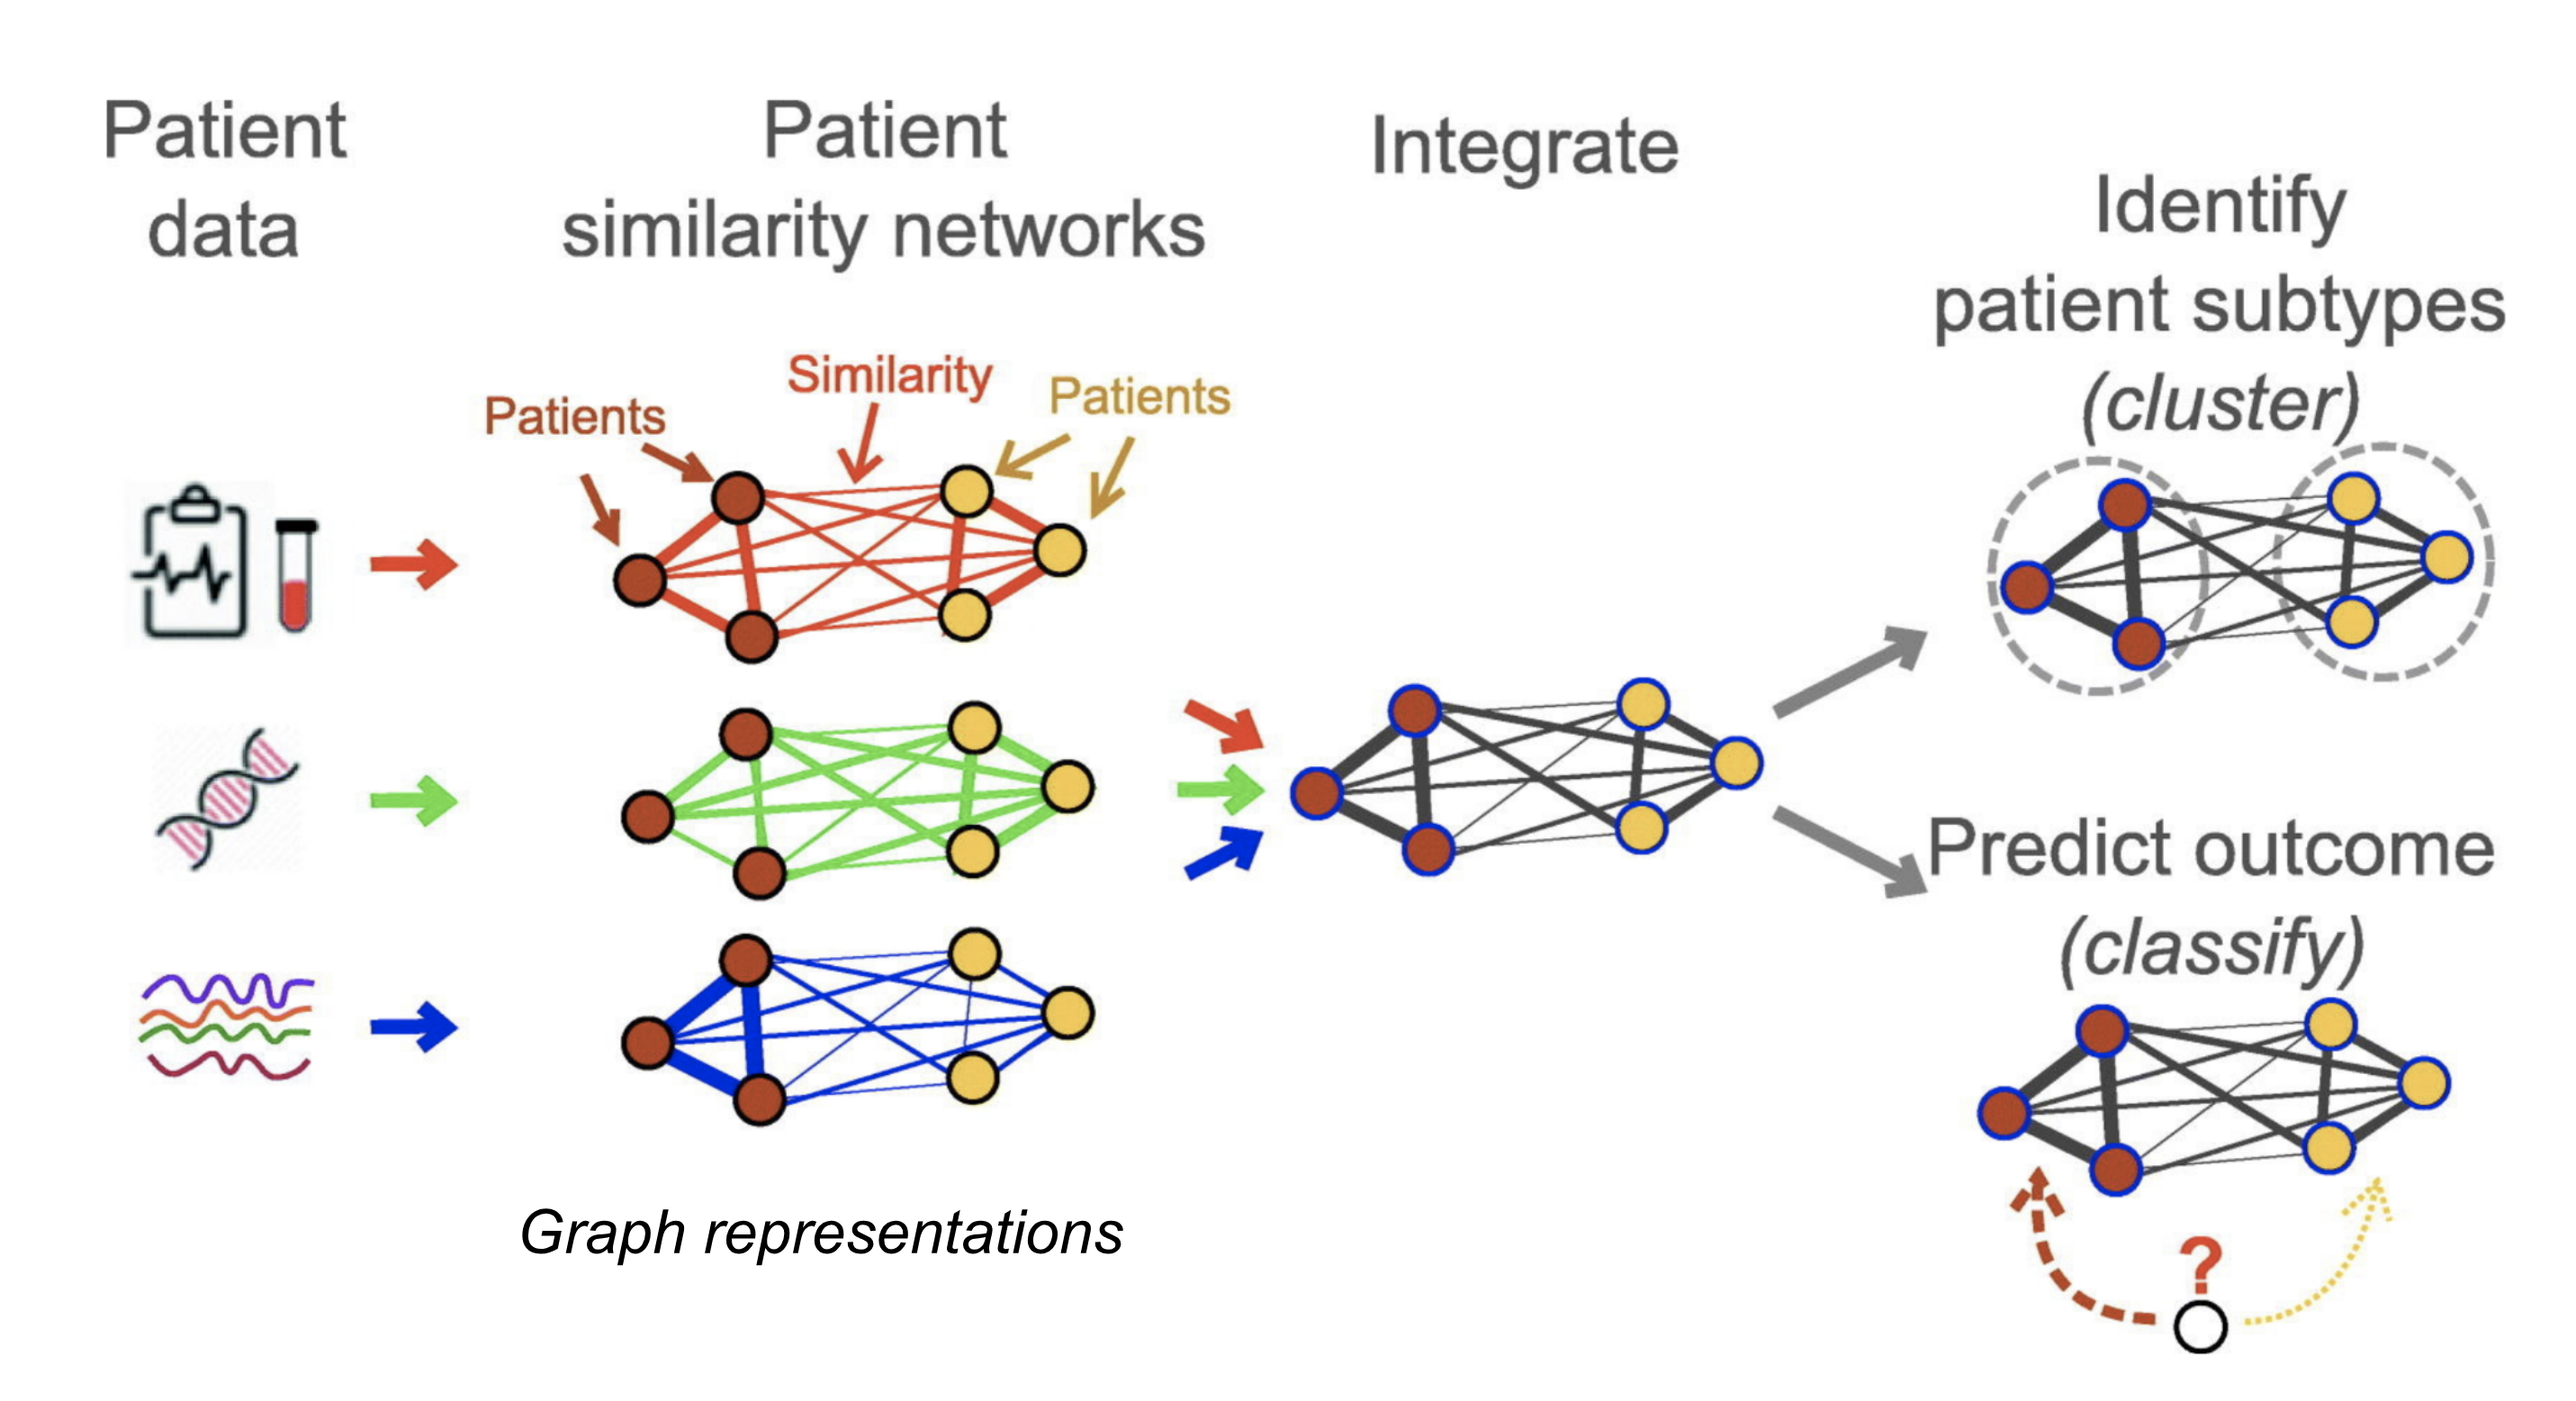 Patient
data
Patient
similarity networks
Integrate
Identify
patient subtypes
(cluster)
Patients
Similarity
Patients
Predict outcome
(classify)
Graph representations
?